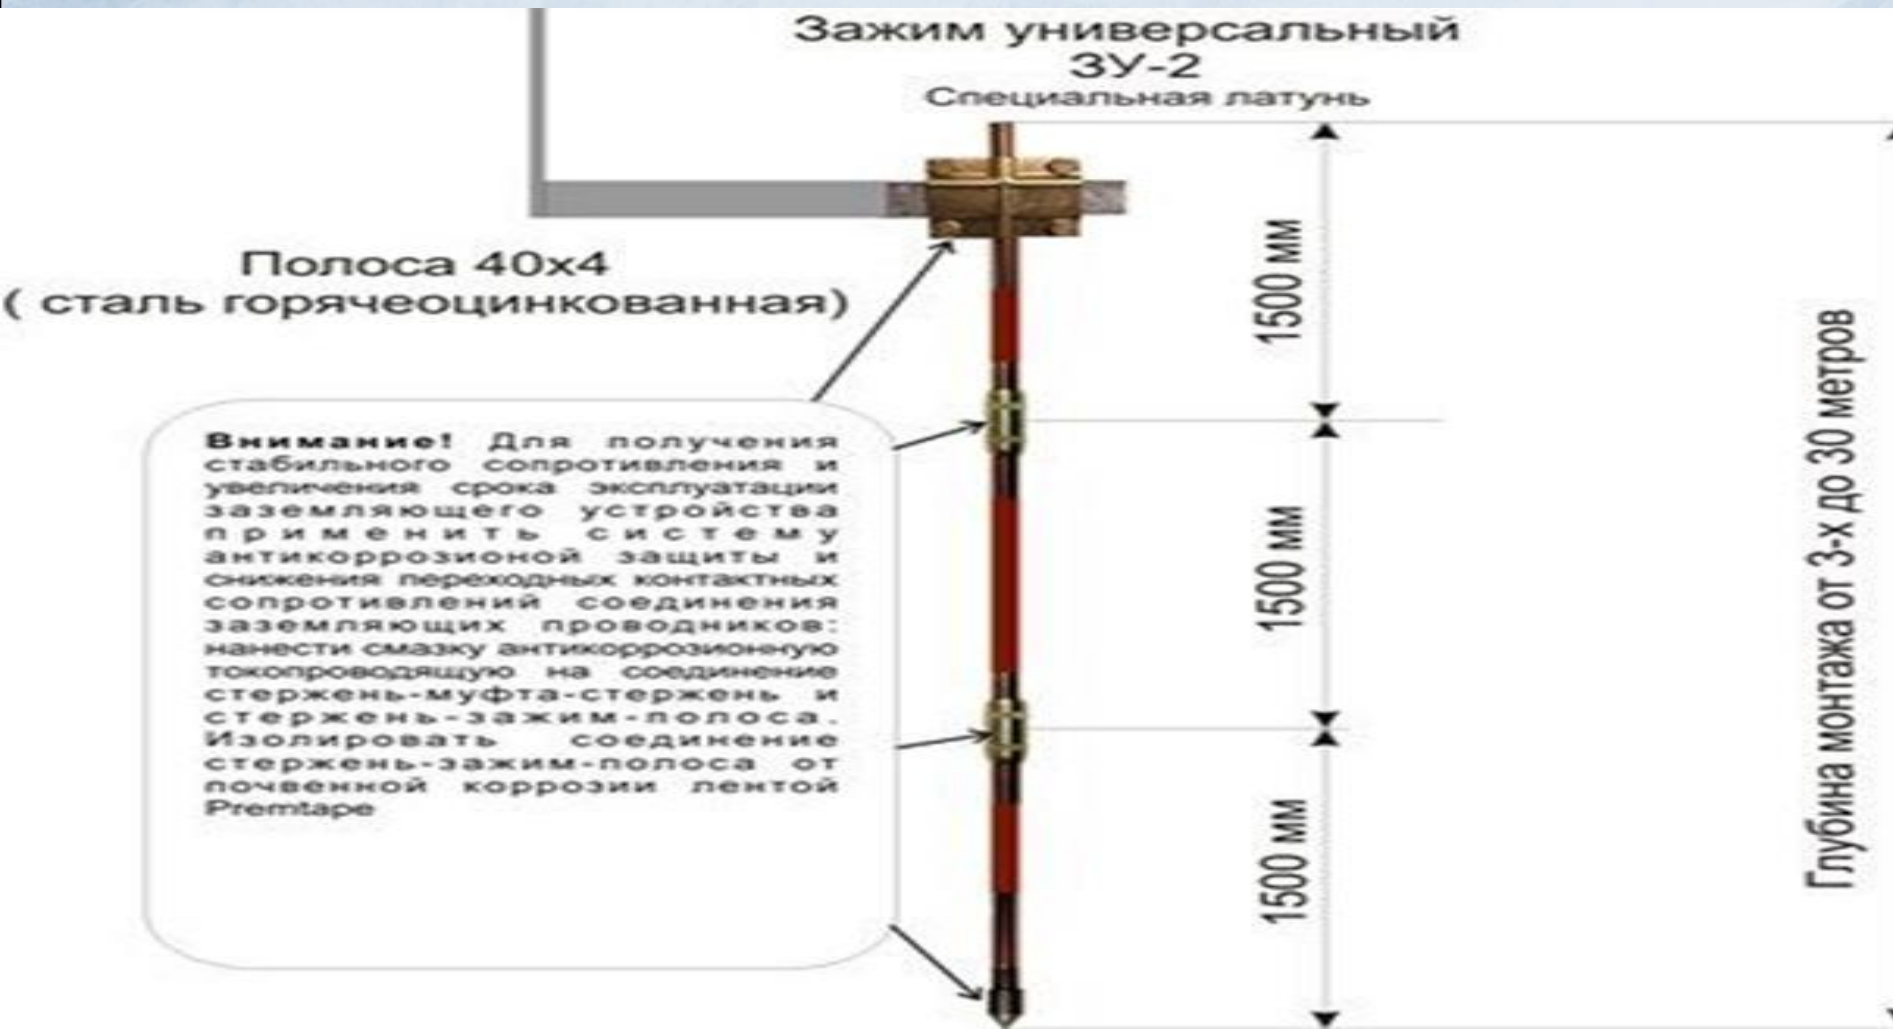 Зажим универсальный
ЗУ-2
Специальная латунь
Полоса 40х4
( сталь горячеоцинкованная)
Внимание! Для получения
стабильного сопротивления и
увеличения срока эксплуатации
заземляющего устройства
применить систему
антикоррозионой защиты и
снижения переходных контактных
сопротивлений соединения
заземляющих проводников:
нанести смазку антикоррозионную
токопроводящую на соединение
стержень-муфта-стержень и
стержень-зажим-полоса.
Изолировать соединение
стержень-зажим-полоса от
почвенной коррозии лентой
Premtape
1500 мм
1500 мм
1500 мм
Глубина монтажа от 3-х до 30 метров